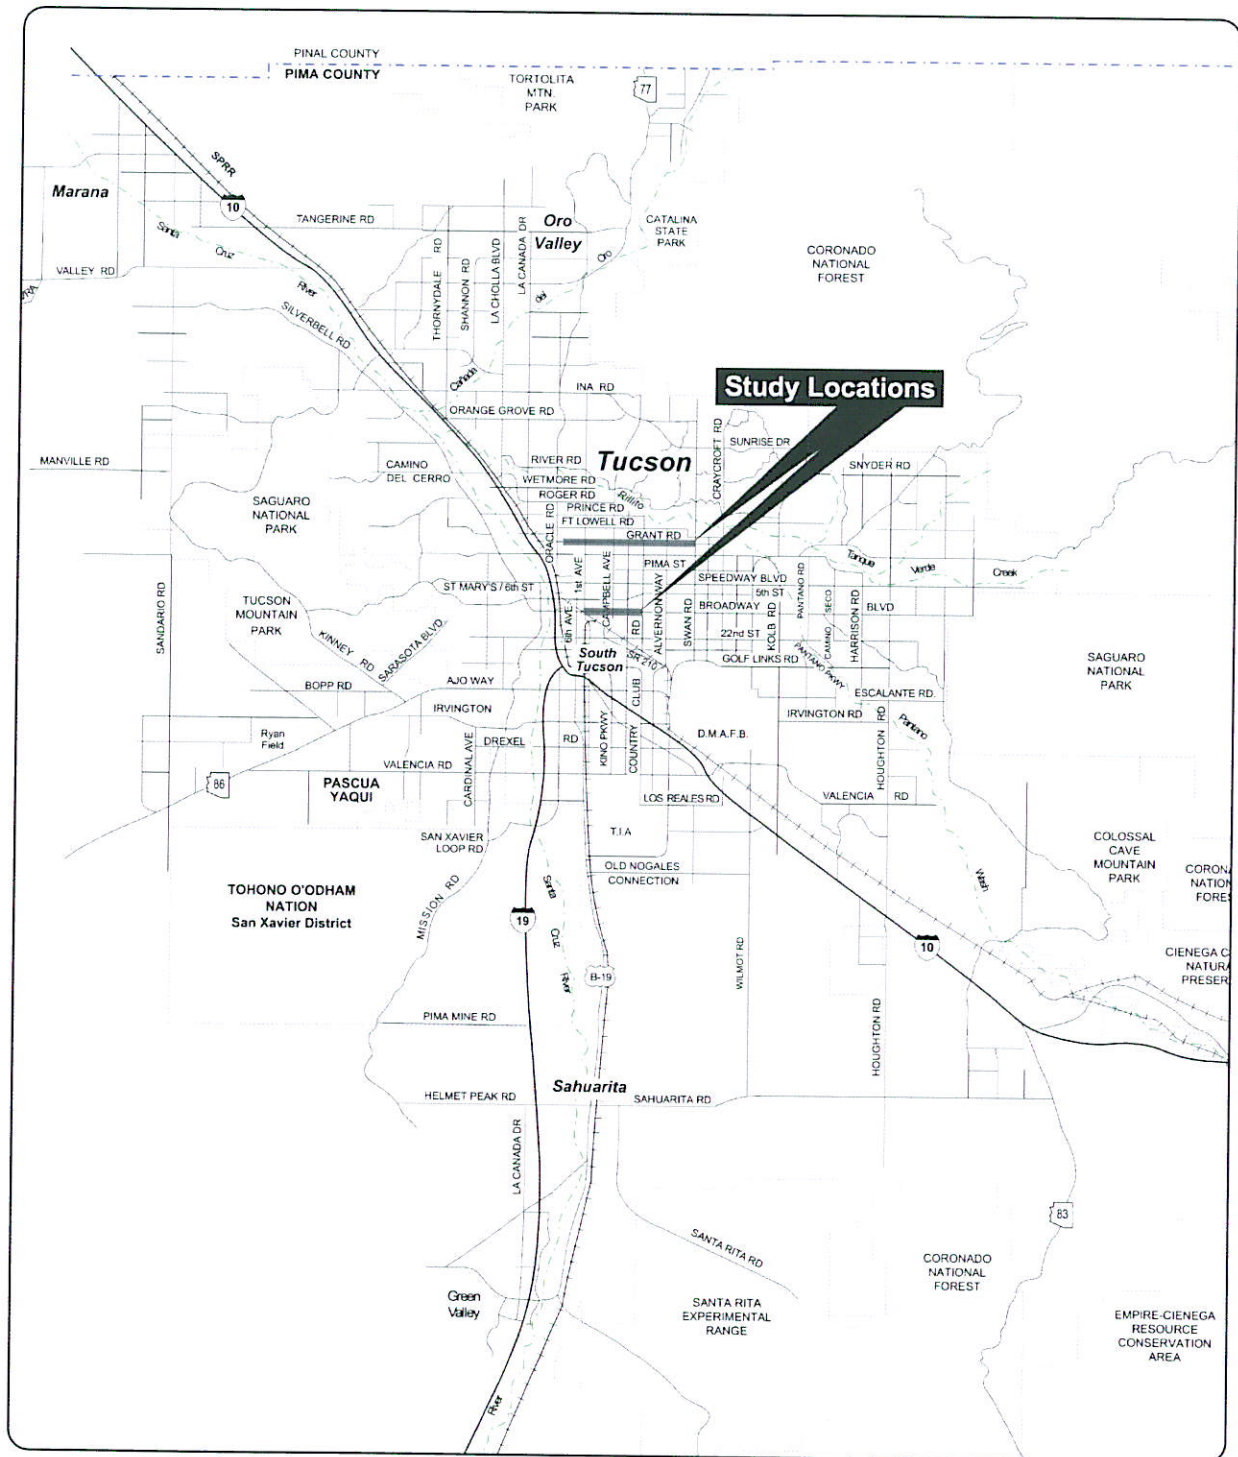 PINAL COUNTY
PIMA COUNTY
TORTOLITA
MTN.
PARK
77
SPRR
Marana
10
TANGERINE RD
Oro
Valley
CATALINA
STATE
PARK
CORONADO
NATIONAL
FOREST
Santa
Cruz
River
VALLEY RD
THORNYDALE RD
SHANNON RD
LA CHOLLA BLVD
LA CANADA DR
Oro
del
Cañada
SILVERBELL RD
INA RD
Study Locations
ORANGE GROVE RD
CRAYCROFT RD
SUNRISE DR
MANVILLE RD
CAMINO
DEL CERRO
RIVER RD
Tucson
SNYDER RD
WETMORE RD
ROGER RD
Rillito
PRINCE RD
FT LOWELL RD
SAGUARO
NATIONAL
PARK
ORACLE RD
GRANT RD
PIMA ST
Tanque
Verde
Creek
1st AVE
CAMPBELL AVE
ALVERNON WAY
SPEEDWAY BLVD
5th ST
ST MARY'S / 6th ST
PANTANO RD
SANDARIO RD
TUCSON
MOUNTAIN
PARK
6th AVE
BROADWAY
BLVD
SWAN RD
KOLB RD
CAMINO SECO
HARRISON RD
22nd ST
KINNEY RD
SARASOTA BLVD
South
Tucson
SR 210
GOLF LINKS RD
PANTANO PKWY
SAGUARO
NATIONAL
PARK
BOPP RD
AJO WAY
ESCALANTE RD.
IRVINGTON
IRVINGTON RD
Pantano
Wash
Ryan
Field
DREXEL
RD
KINO PKWY
COUNTRY CLUB RD
D.M.A.F.B.
HOUGHTON RD
CARDINAL AVE
VALENCIA RD
86
PASCUA
YAQUI
LOS REALES RD
VALENCIA RD
SAN XAVIER
LOOP RD
T.I.A
COLOSSAL
CAVE
MOUNTAIN
PARK
OLD NOGALES
CONNECTION
TOHONO O'ODHAM
NATION
San Xavier District
MISSION RD
Santa
Cruz
River
19
10
WILMOT RD
B-19
PIMA MINE RD
HOUGHTON RD
Sahuarita
HELMET PEAK RD
SAHUARITA RD
LA CANADA DR
83
SANTA RITA RD
CORONADO
NATIONAL
FOREST
Green
Valley
SANTA RITA
EXPERIMENTAL
RANGE
EMPIRE-CIENEGA
RESOURCE
CONSERVATION
AREA
River